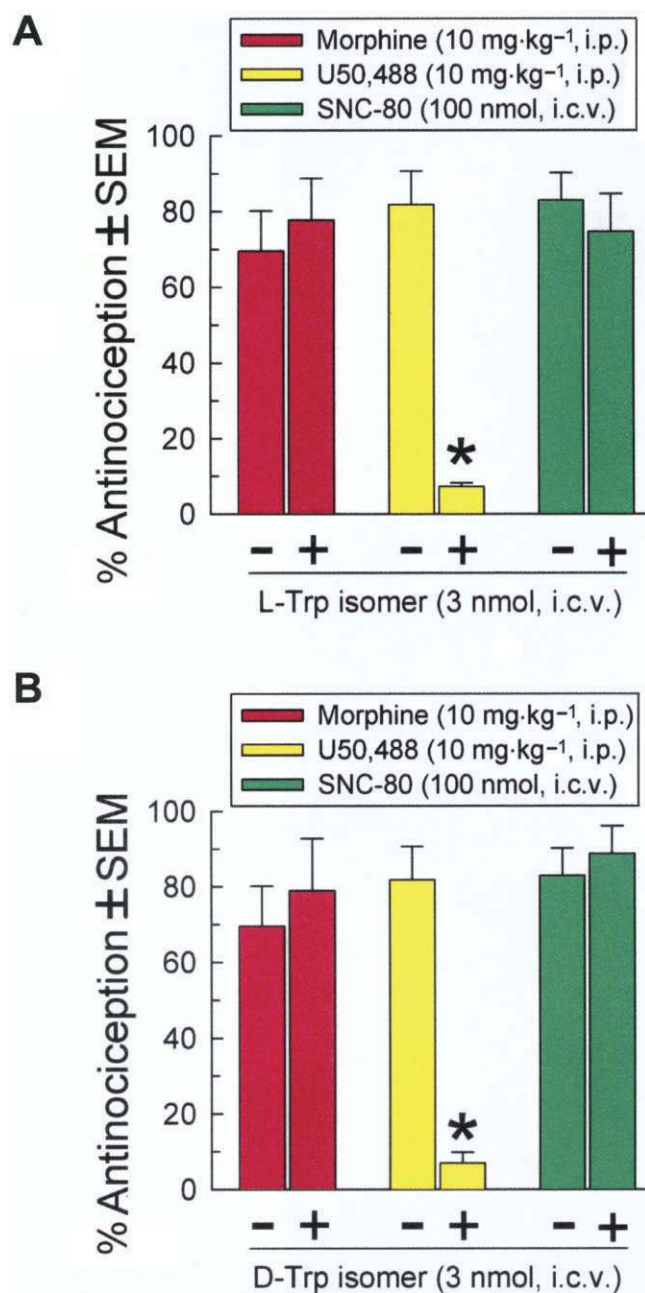 A
Morphine (10 mg·kg⁻¹, i.p.)
U50,488 (10 mg·kg⁻¹, i.p.)
SNC-80 (100 nmol, i.c.v.)
% Antinociception ± SEM
100
80
60
40
20
0
*
- + - + - +
L-Trp isomer (3 nmol, i.c.v.)
B
Morphine (10 mg·kg⁻¹, i.p.)
U50,488 (10 mg·kg⁻¹, i.p.)
SNC-80 (100 nmol, i.c.v.)
% Antinociception ± SEM
100
80
60
40
20
0
*
- + - + - +
D-Trp isomer (3 nmol, i.c.v.)